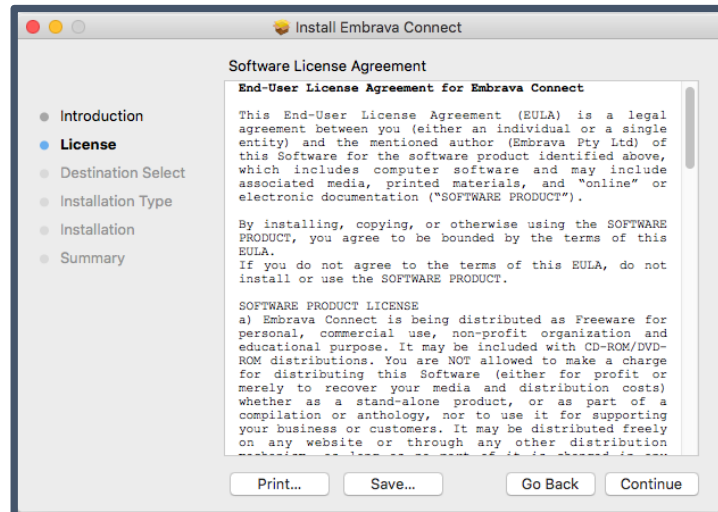 Install Embrava Connect
Software License Agreement
Introduction
License
Destination Select
Installation Type
Installation
Summary
End-User License Agreement for Embrava Connect
This End-User License Agreement (EULA) is a legal
agreement between you (either an individual or a single
entity) and the mentioned author (Embrava Pty Ltd) of
this Software for the software product identified above,
which includes computer software and may include
associated media, printed materials, and “online” or
electronic documentation (“SOFTWARE PRODUCT”).
By installing, copying, or otherwise using the SOFTWARE
PRODUCT, you agree to be bounded by the terms of this
EULA.
If you do not agree to the terms of this EULA, do not
install or use the SOFTWARE PRODUCT.
SOFTWARE PRODUCT LICENSE
a) Embrava Connect is being distributed as Freeware for
personal, commercial use, non-profit organization and
educational purpose. It may be included with CD-ROM/DVD-
ROM distributions. You are NOT allowed to make a charge
for distributing this Software (either for profit or
merely to recover your media and distribution costs)
whether as a stand-alone product, or as part of a
compilation or anthology, nor to use it for supporting
your business or customers. It may be distributed freely
on any website or through any other distribution
Print...
Save...
Go Back
Continue